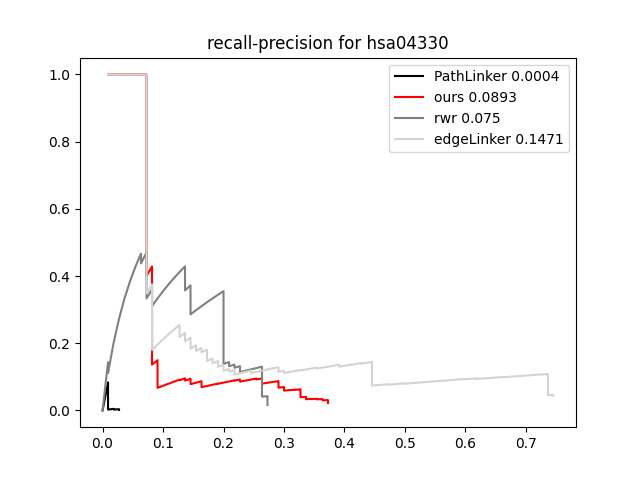 recall-precision for hsa04330
PathLinker 0.0004
ours 0.0893
rwr 0.075
edgeLinker 0.1471
1.0
0.8
0.6
0.4
0.2
0.0
0.0 0.1 0.2 0.3 0.4 0.5 0.6 0.7